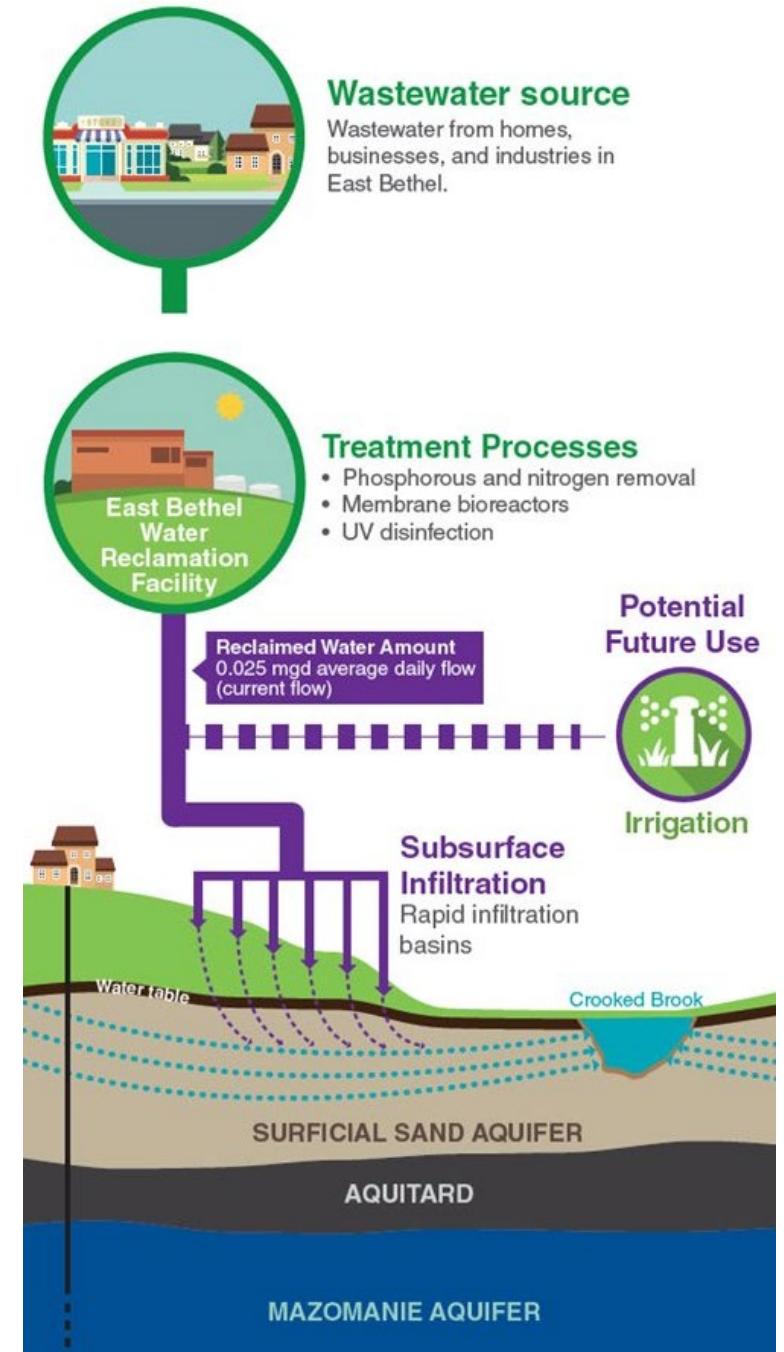 STORE
Wastewater source
Wastewater from homes,
businesses, and industries in
East Bethel.
East Bethel
Water
Reclamation
Facility
Treatment Processes
• Phosphorous and nitrogen removal
• Membrane bioreactors
• UV disinfection
Reclaimed Water Amount
0.025 mgd average daily flow
(current flow)
Potential
Future Use
Irrigation
Subsurface
Infiltration
Rapid infiltration
basins
Water table
Crooked Brook
SURFICIAL SAND AQUIFER
AQUITARD
MAZOMANIE AQUIFER